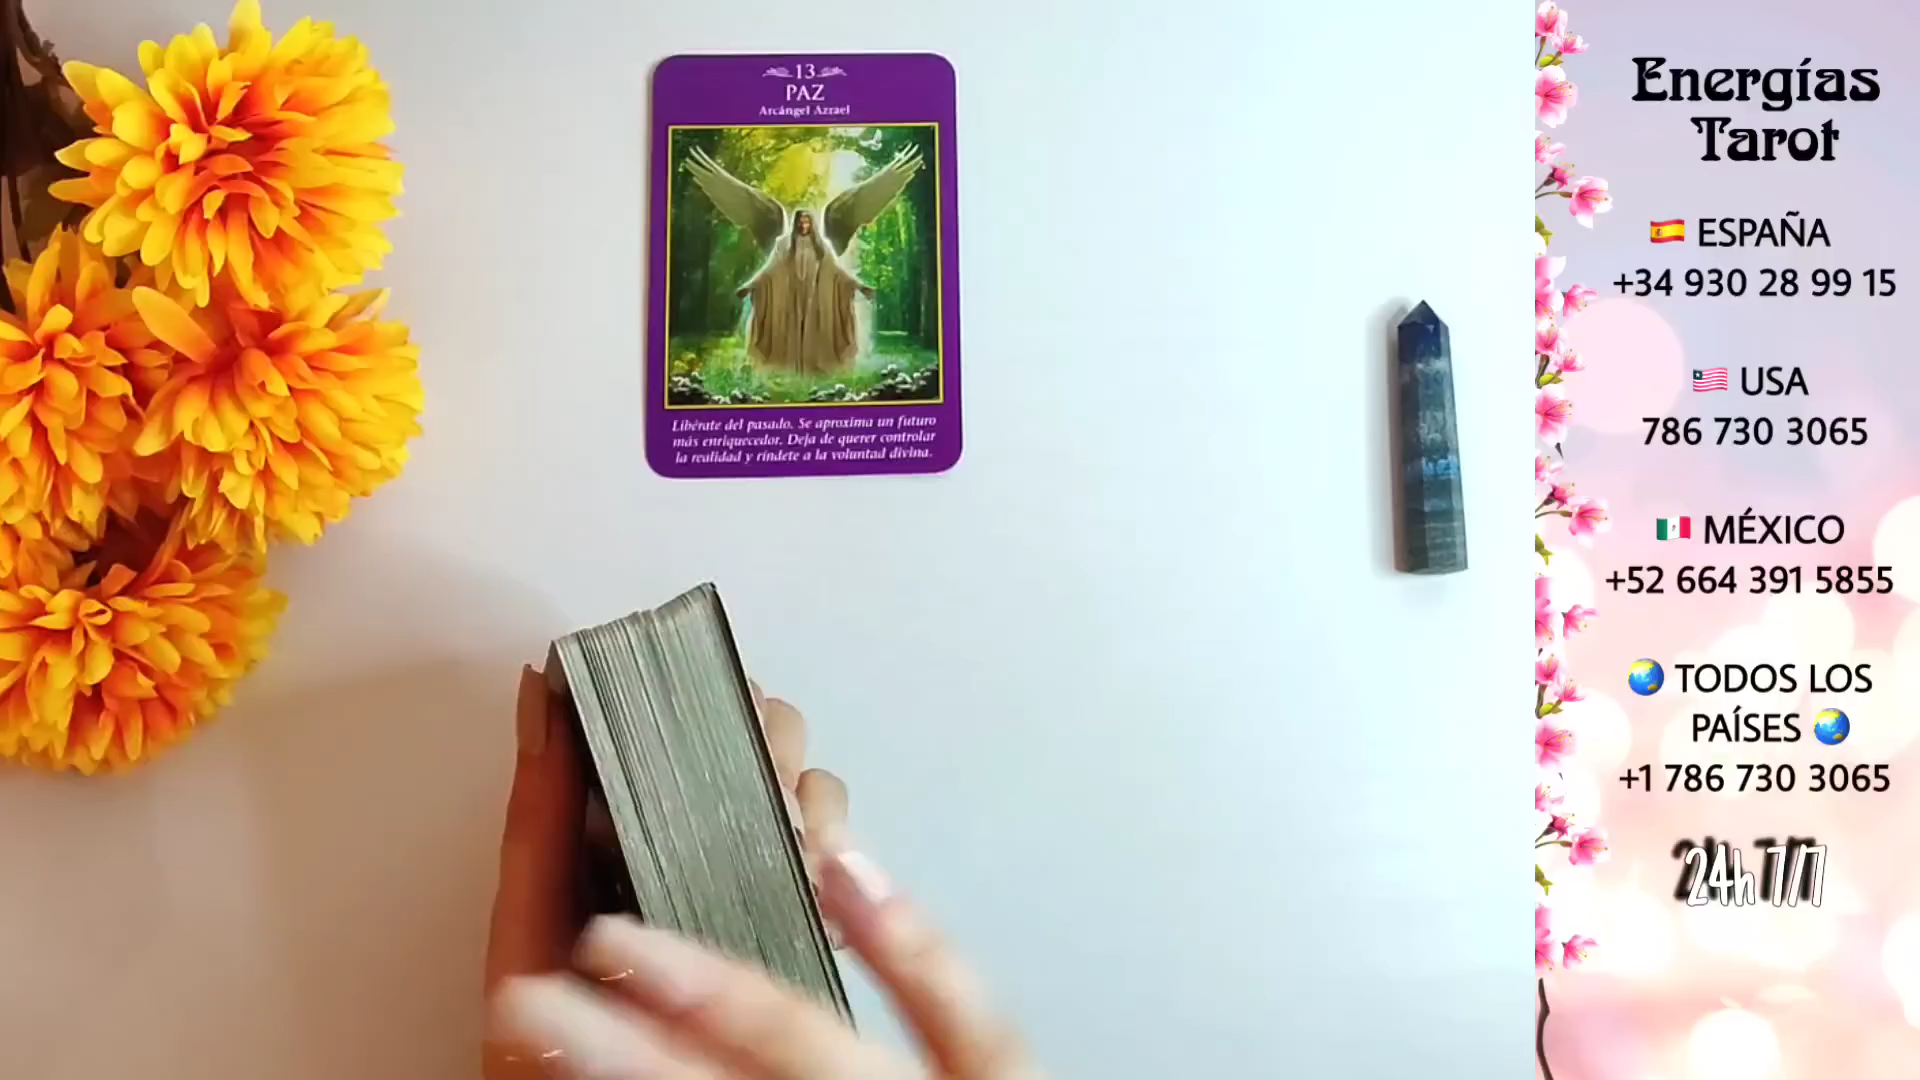 13
PAZ
Arcángel Azrael
Libérate del pasado. Se aproxima un futuro
más enriquecedor. Deja de querer controlar
la realidad y ríndete a la voluntad divina.
Energías
Tarot
ESPAÑA
+34 930 28 99 15
USA
786 730 3065
MÉXICO
+52 664 391 5855
TODOS LOS
PAÍSES
+1 786 730 3065
24h 7/7